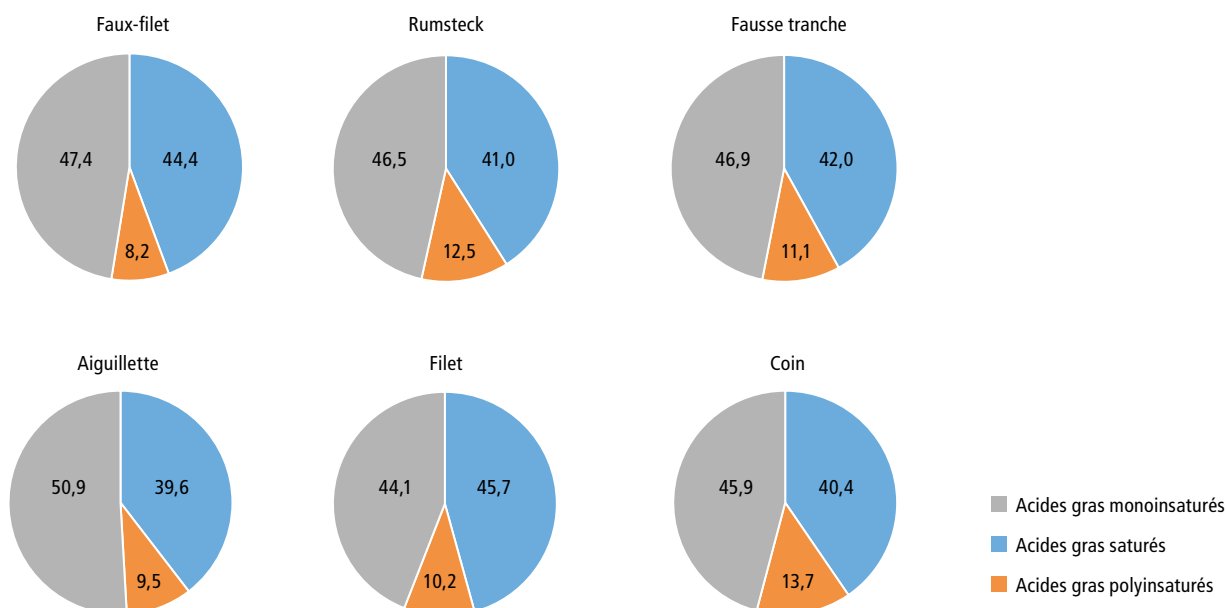 Faux-filet
47,4
44,4
8,2
Rumsteck
46,5
41,0
12,5
Fausse tranche
46,9
42,0
11,1
Aiguillette
50,9
39,6
9,5
Filet
44,1
45,7
10,2
Coin
45,9
40,4
13,7
Acides gras monoinsaturés
Acides gras saturés
Acides gras polyinsaturés